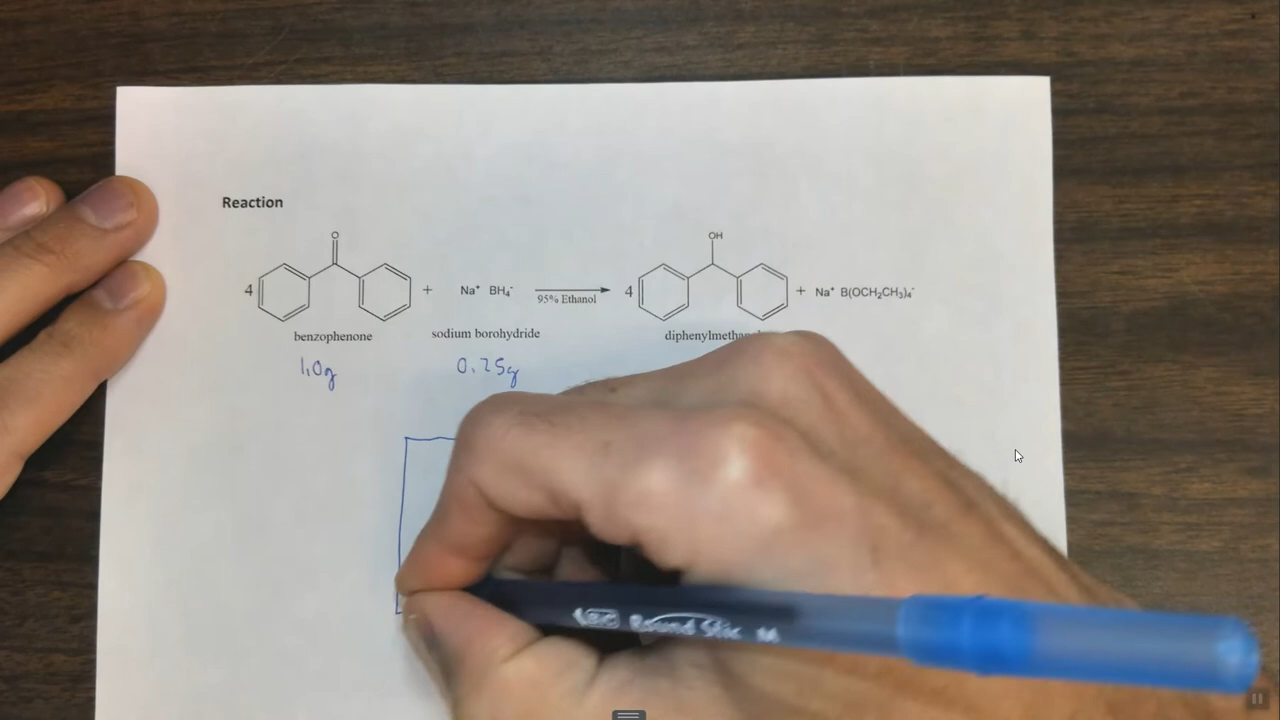 Reaction
O
OH
4
+
Na⁺ BH₄⁻
95% Ethanol
4
+ Na⁺ B(OCH₂CH₃)₄⁻
benzophenone
sodium borohydride
1.0g
0.25g
BIC Round Stic M